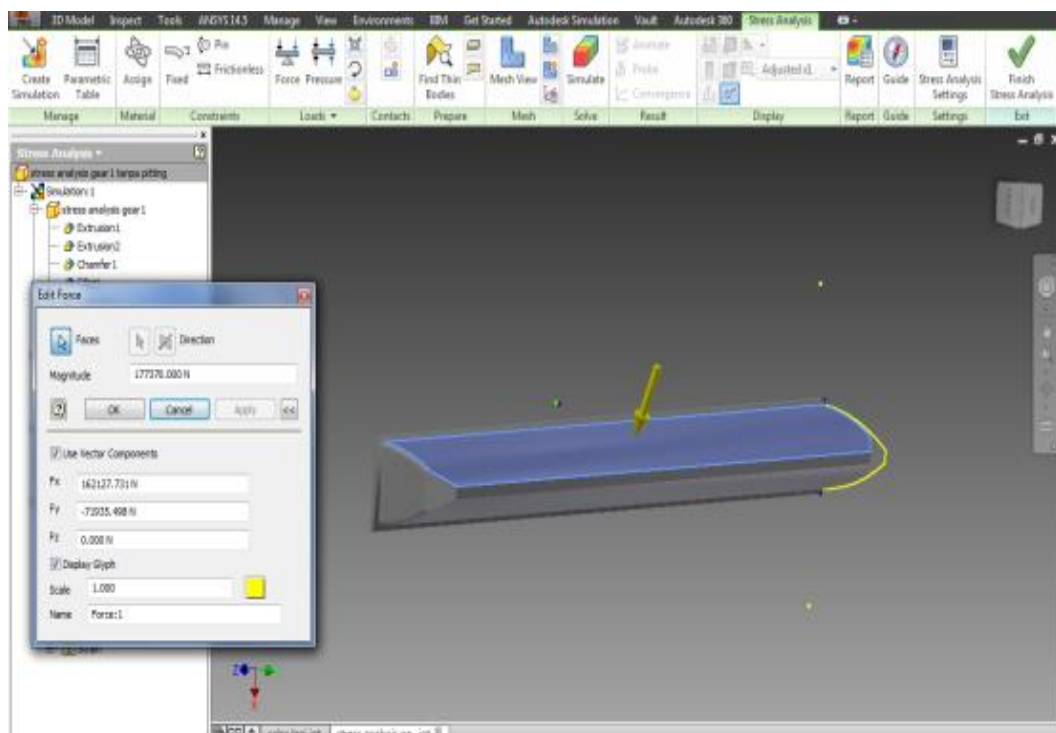 3D Model Inspect Tools ANSYS 14.5 Manage View Environments BIM Get Started Autodesk Simulation Vault Autodesk 360 Stress Analysis
Create Simulation
Parametric Table
Assign
Fixed
Pin
Frictionless
Force
Pressure
Find Thin Bodies
Mesh View
Simulate
Animate
Probe
Convergence
Adjusted x1
Report
Guide
Stress Analysis Settings
Finish Stress Analysis
Manage Material Constraints Loads Contacts Prepare Mesh Solve Result Display Report Guide Settings Exit
Stress Analysis
stress analysis gear1 tanpa pitting
Simulation:1
stress analysis gear1
Extrusion1
Extrusion2
Chamfer1
Edit Force
Faces
Direction
Magnitude 177370.000 N
OK Cancel Apply <<
Use Vector Components
Fx 162127.731 N
Fy -71935.498 N
Fz 0.000 N
Display Glyph
Scale 1.000
Name Force:1
Z
X